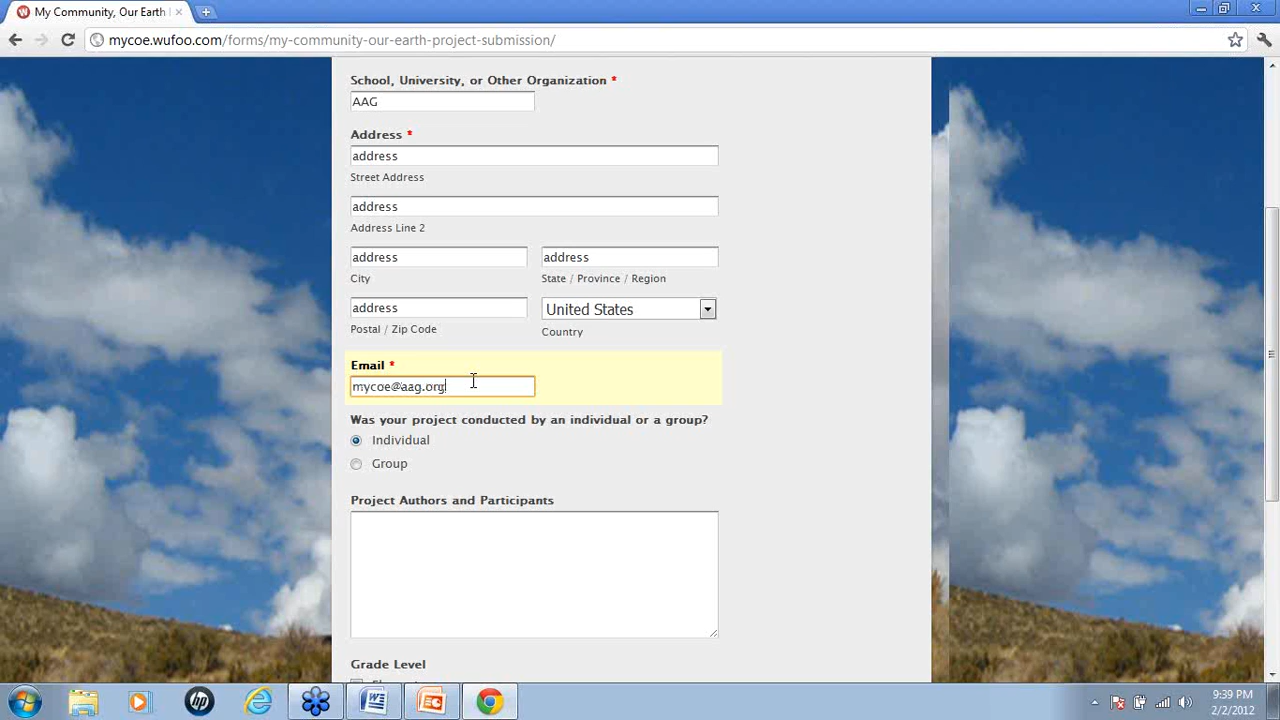 My Community, Our Earth
mycoe.wufoo.com/forms/my-community-our-earth-project-submission/
School, University, or Other Organization *
AAG
Address *
address
Street Address
address
Address Line 2
address address
City State / Province / Region
address United States
Postal / Zip Code Country
Email *
mycoe@aag.org
Was your project conducted by an individual or a group?
Individual
Group
Project Authors and Participants
Grade Level
9:39 PM
2/2/2012